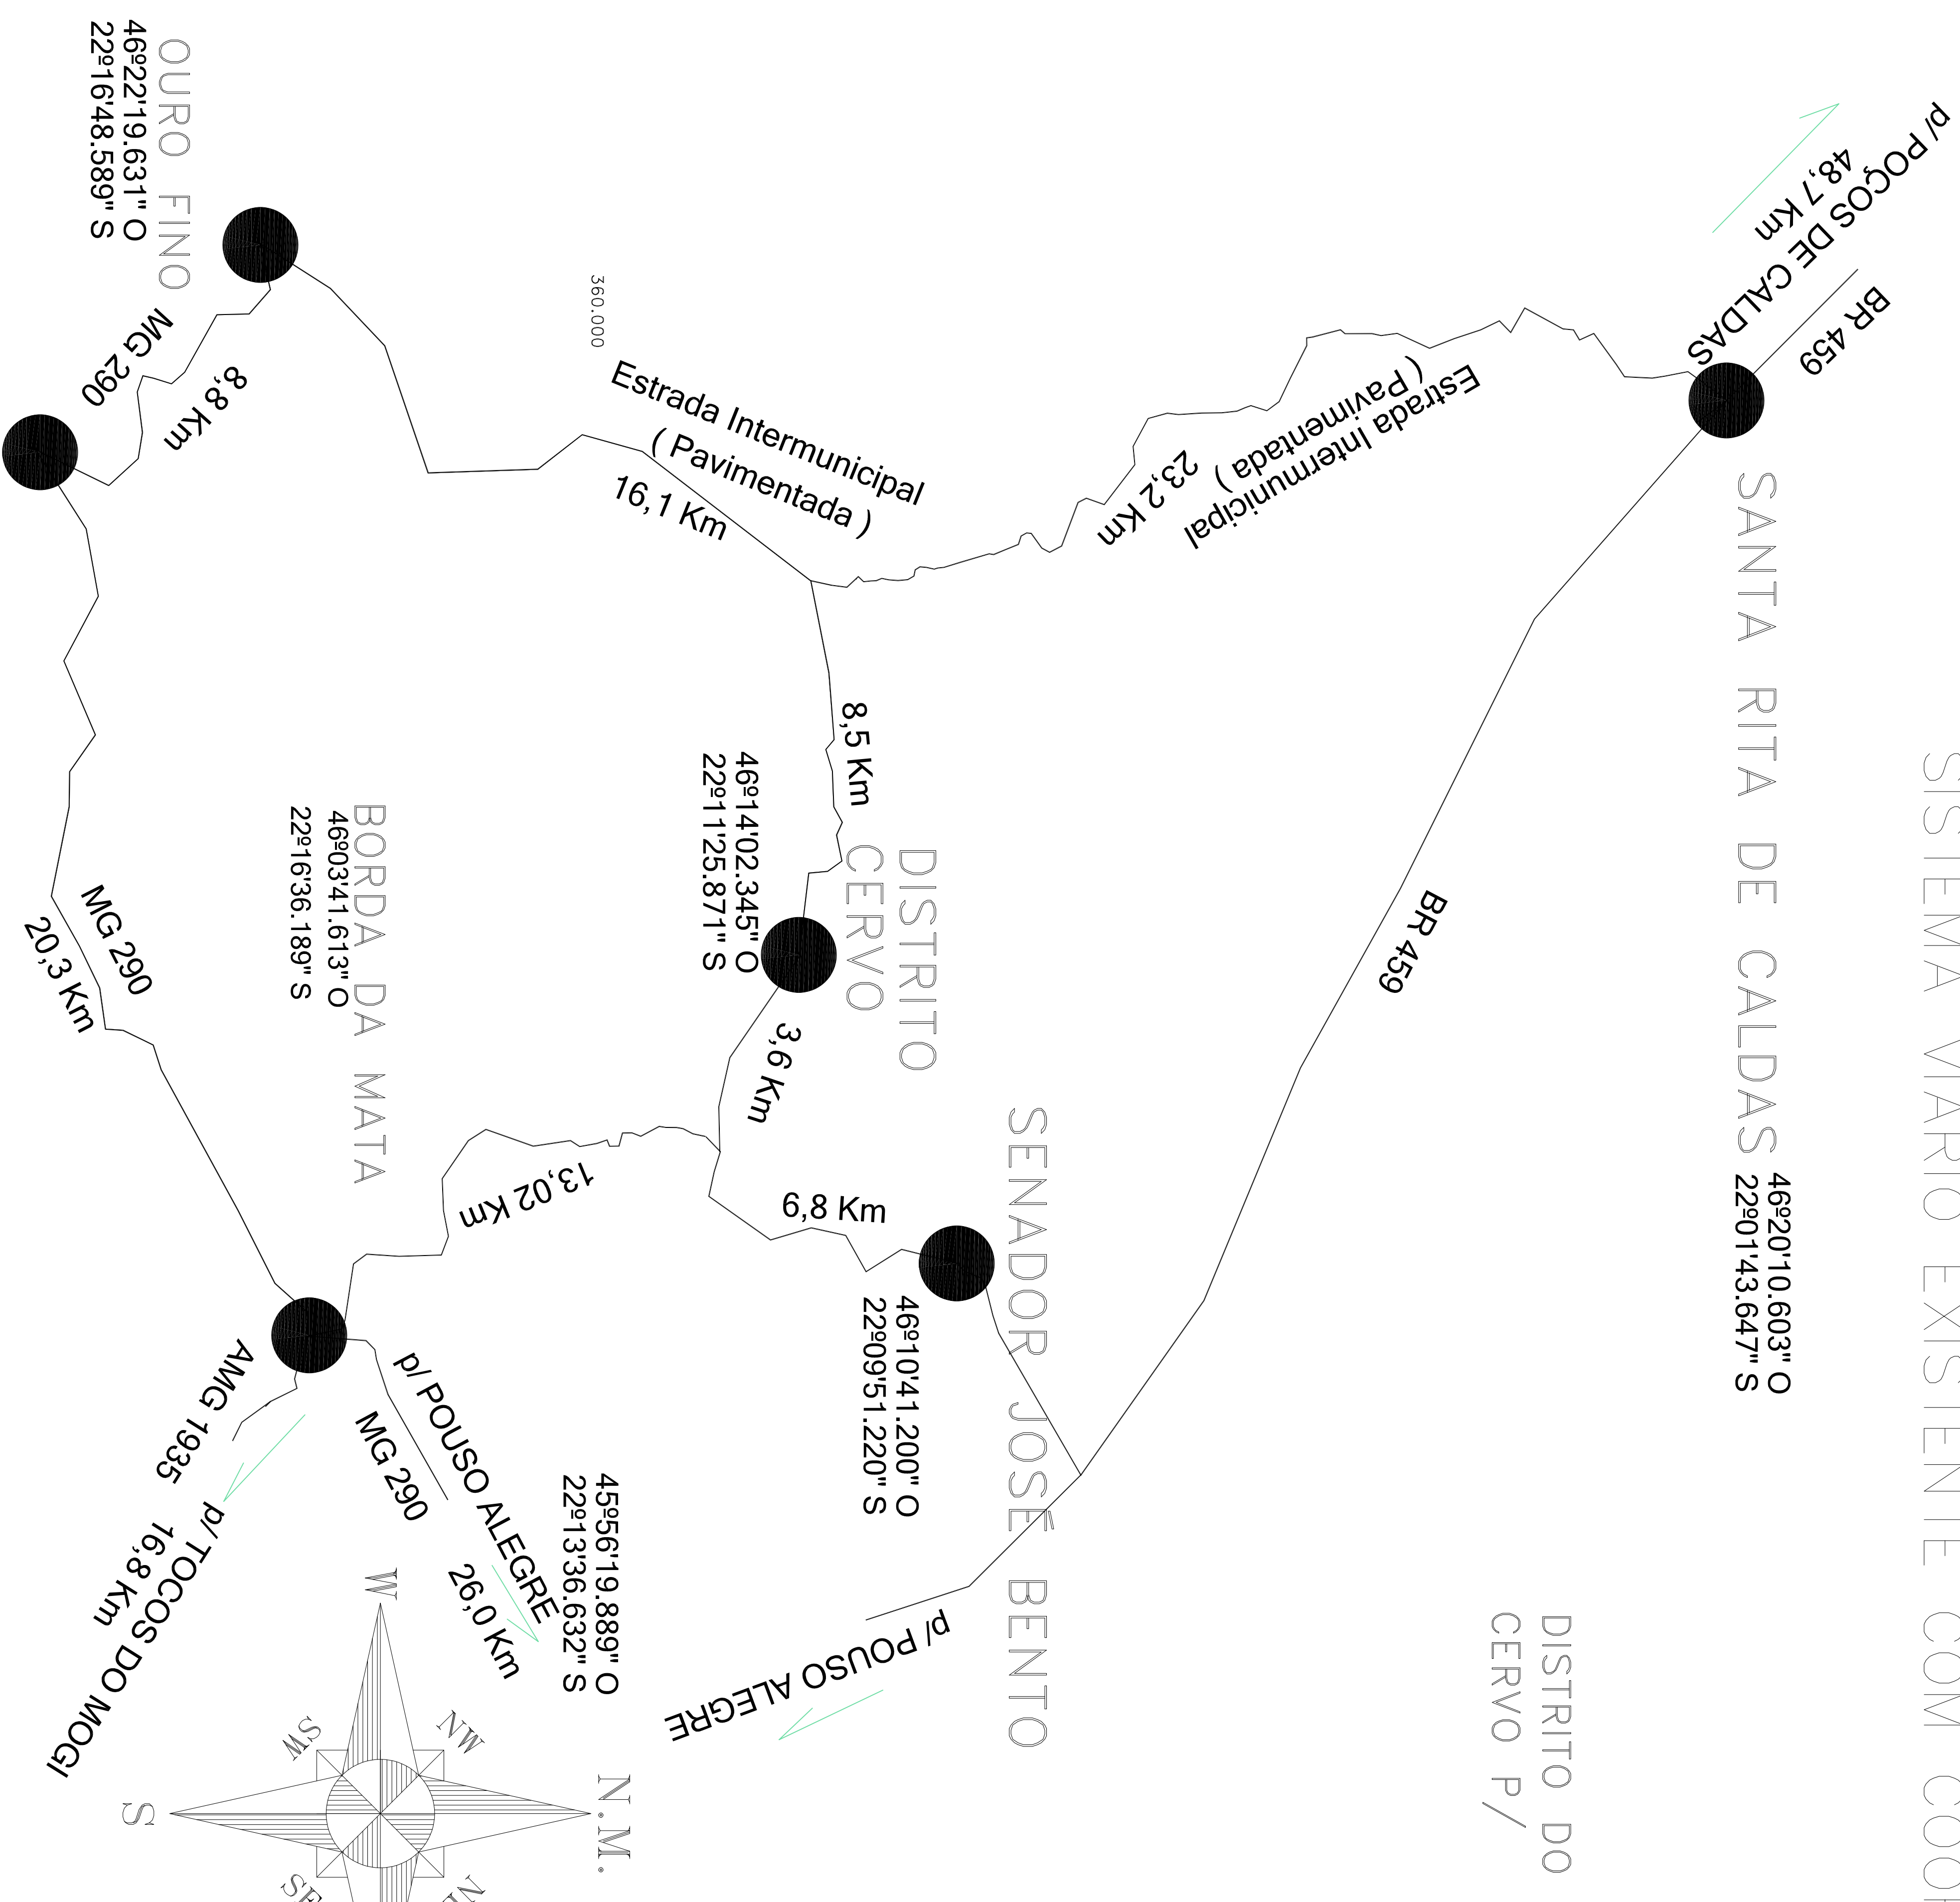 SISTEMA VIÁRIO EXISTENTE COM
p/ POÇOS DE CALDAS
48,7 Km
BR 459
SANTA RITA DE CALDAS
46º20'10.603" O
22º01'43.647" S
DISTRITO DO
CERVO P/
Estrada Intermunicipal
( Pavimentada )
23,2 Km
BR 459
SENADOR JOSÉ BENTO
46º10'41.200" O
22º09'51.220" S
p/ POUSO ALEGRE
DISTRITO
CERVO
46º14'02.345" O
22º11'25.871" S
8,5 Km
3,6 Km
6,8 Km
Estrada Intermunicipal
( Pavimentada )
16,1 Km
360.000
13,02 Km
BORDA DA MATA
46º03'41.613" O
22º16'36.189" S
OURO FINO
46º22'19.631" O
22º16'48.589" S
MG 290
8,8 Km
MG 290
20,3 Km
p/ POUSO ALEGRE
MG 290
26,0 Km
45º56'19.889" O
22º13'36.632" S
AMG 1935
p/ TOCOS DO MOGI
16,8 Km
N.M.
NW
W
SW
S